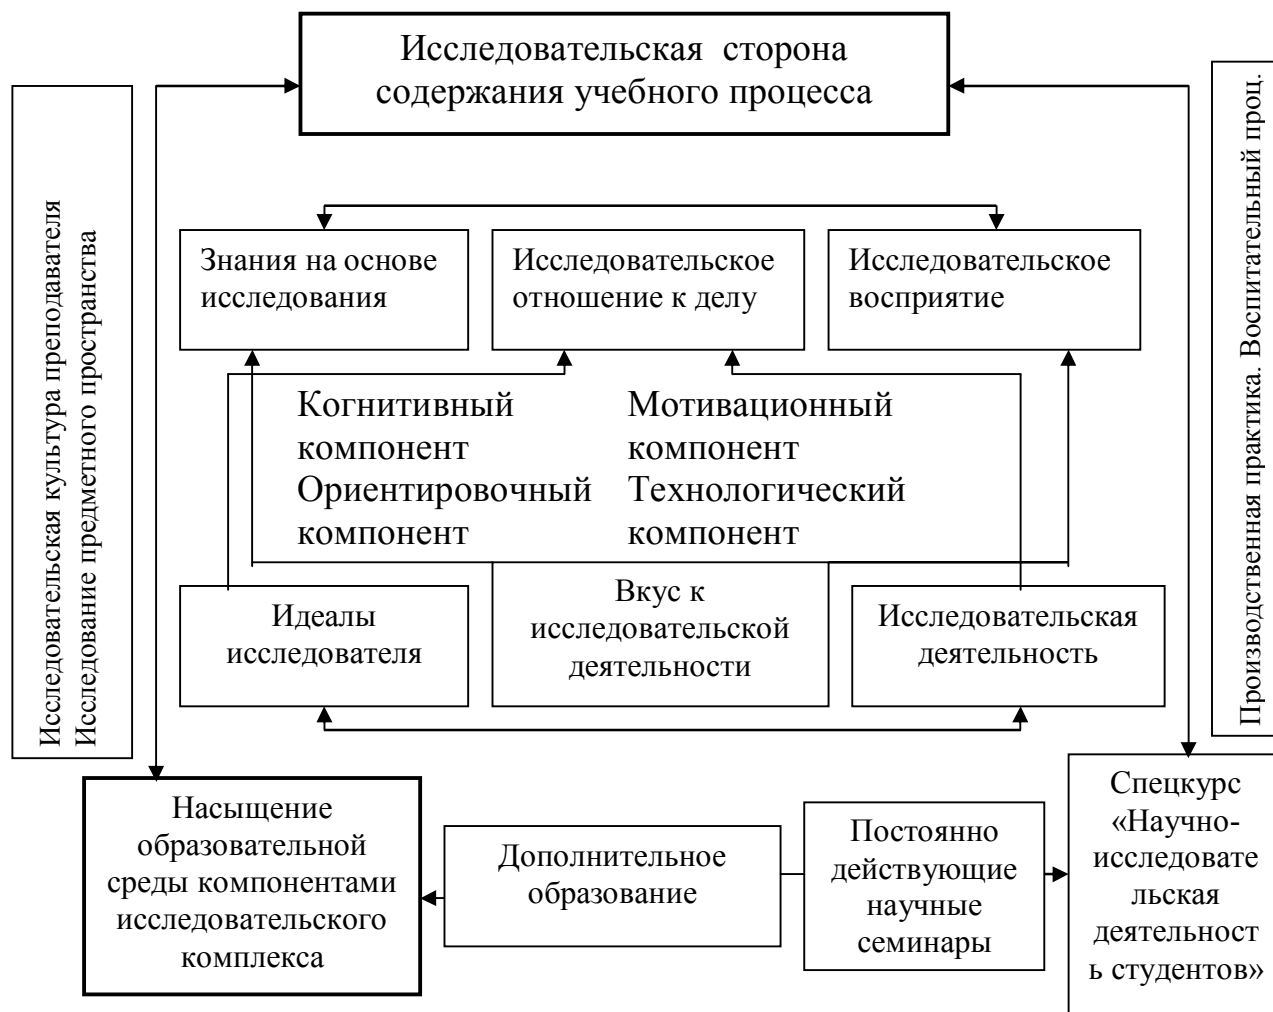 Исследовательская сторона
содержания учебного процесса
Исследовательская культура преподавателя
Исследование предметного пространства
Производственная практика. Воспитательный проц.
Знания на основе
исследования
Исследовательское
отношение к делу
Исследовательское
восприятие
Когнитивный
компонент
Ориентировочный
компонент
Мотивационный
компонент
Технологический
компонент
Идеалы
исследователя
Вкус к
исследовательской
деятельности
Исследовательская
деятельность
Насыщение
образовательной
среды компонентами
исследовательского
комплекса
Дополнительное
образование
Постоянно
действующие
научные
семинары
Спецкурс
«Научно-
исследовате
льская
деятельност
ь студентов»